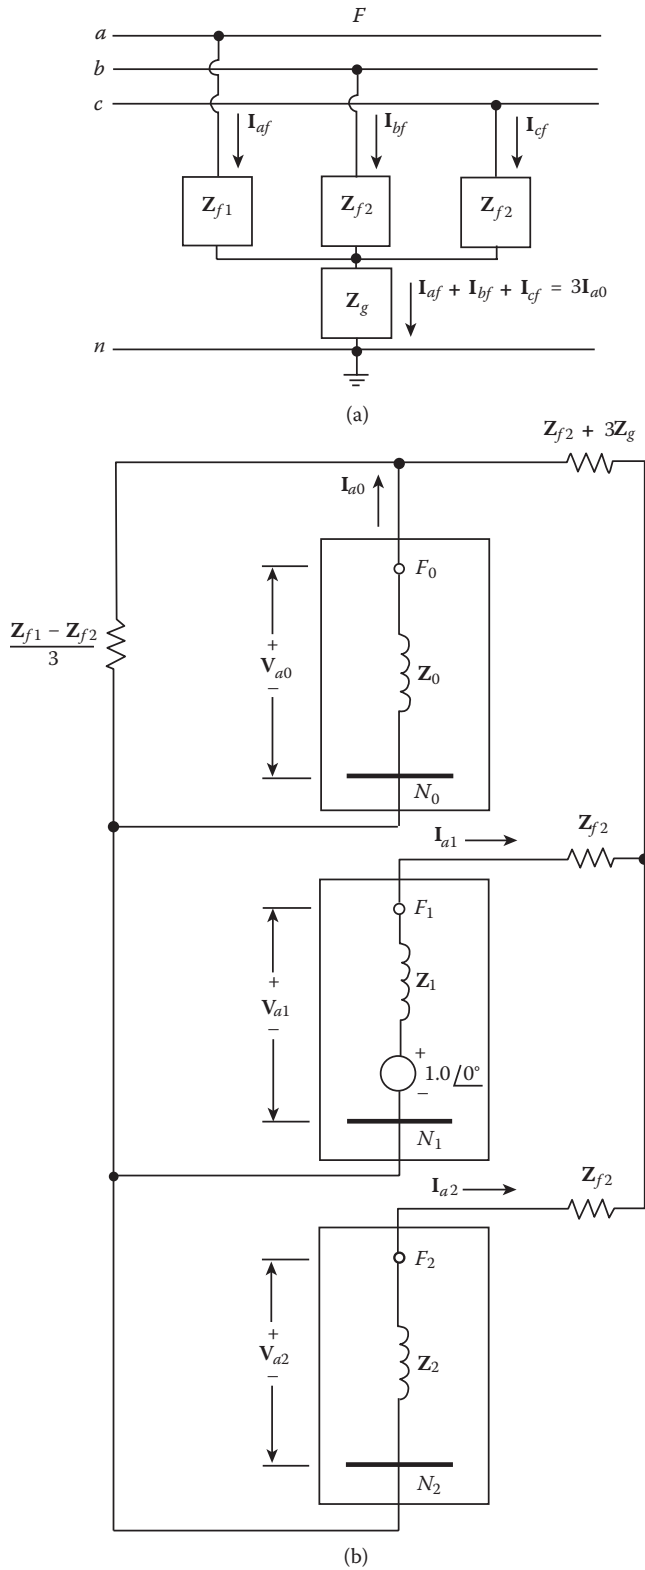 F
a
b
c
I_af
I_bf
I_cf
Z_f1
Z_f2
Z_f2
Z_g
I_af + I_bf + I_cf = 3I_a0
n
(a)
Z_f2 + 3Z_g
I_a0
F_0
Z_f1 – Z_f2
3
+
V_a0
–
Z_0
N_0
Z_f2
I_a1
F_1
Z_1
+
V_a1
–
+
1.0/0°
–
N_1
Z_f2
I_a2
F_2
+
V_a2
–
Z_2
N_2
(b)